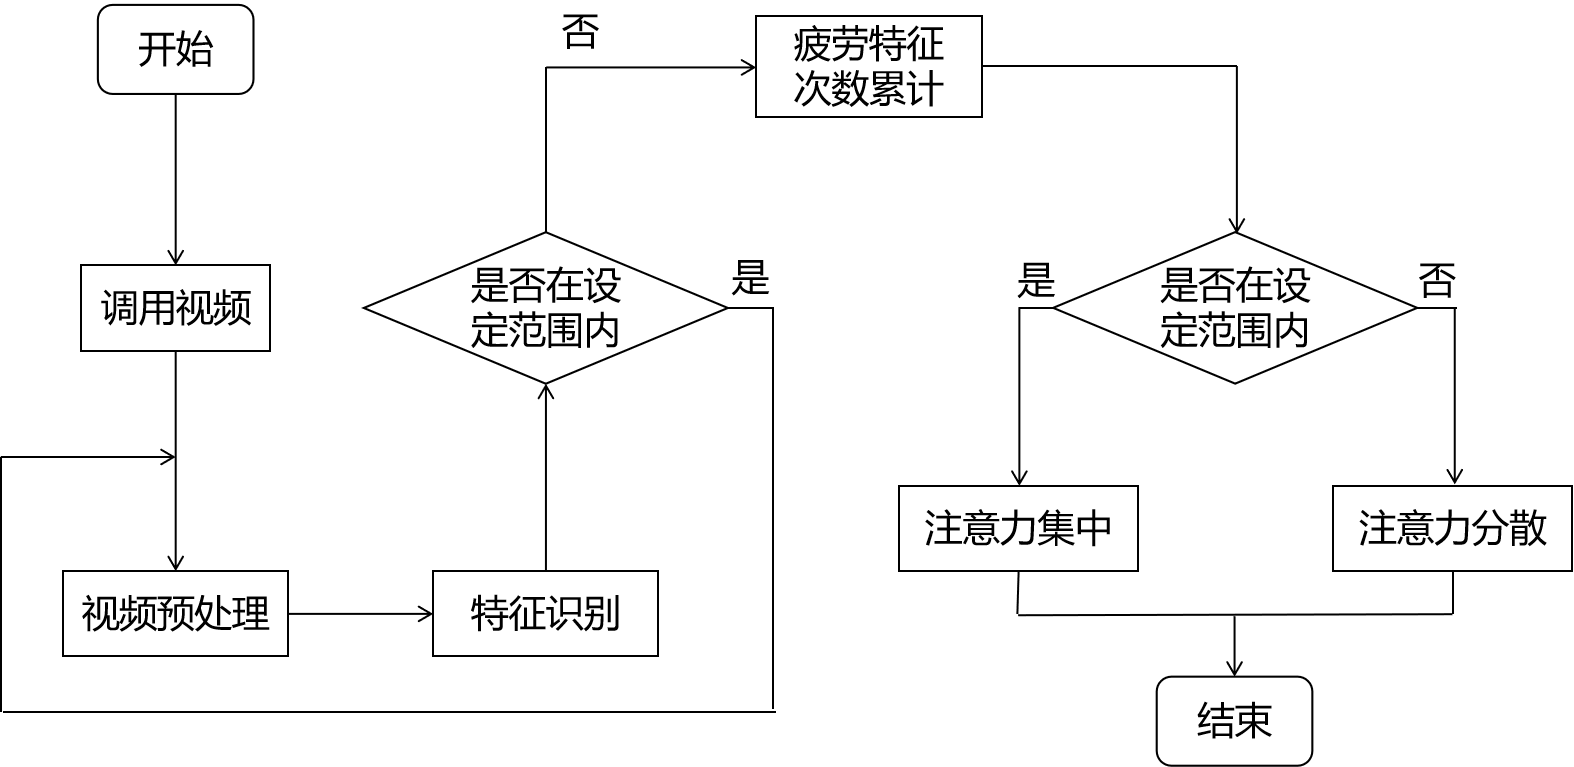 开始
调用视频
视频预处理
特征识别
是否在设
定范围内
是
否
疲劳特征
次数累计
是否在设
定范围内
是
否
注意力集中
注意力分散
结束